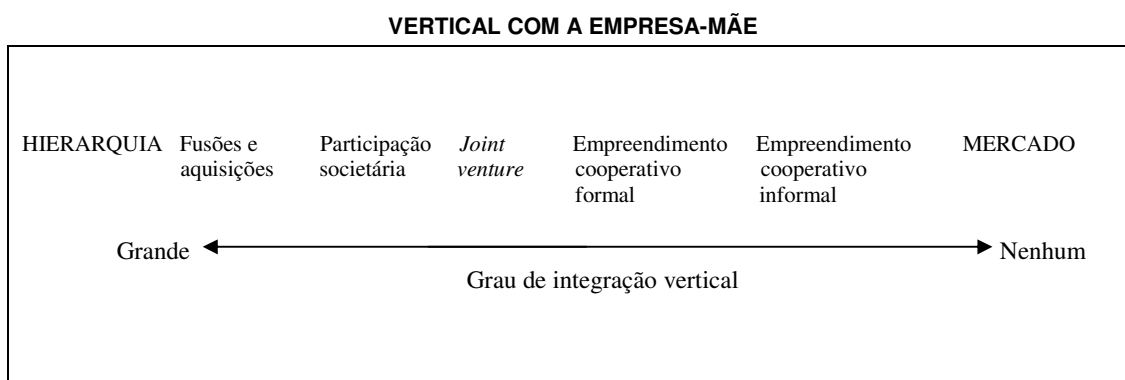 VERTICAL COM A EMPRESA-MÃE
HIERARQUIA Fusões e Participação Joint Empreendimento Empreendimento MERCADO
aquisições societária venture cooperativo cooperativo
formal informal
Grande Nenhum
Grau de integração vertical